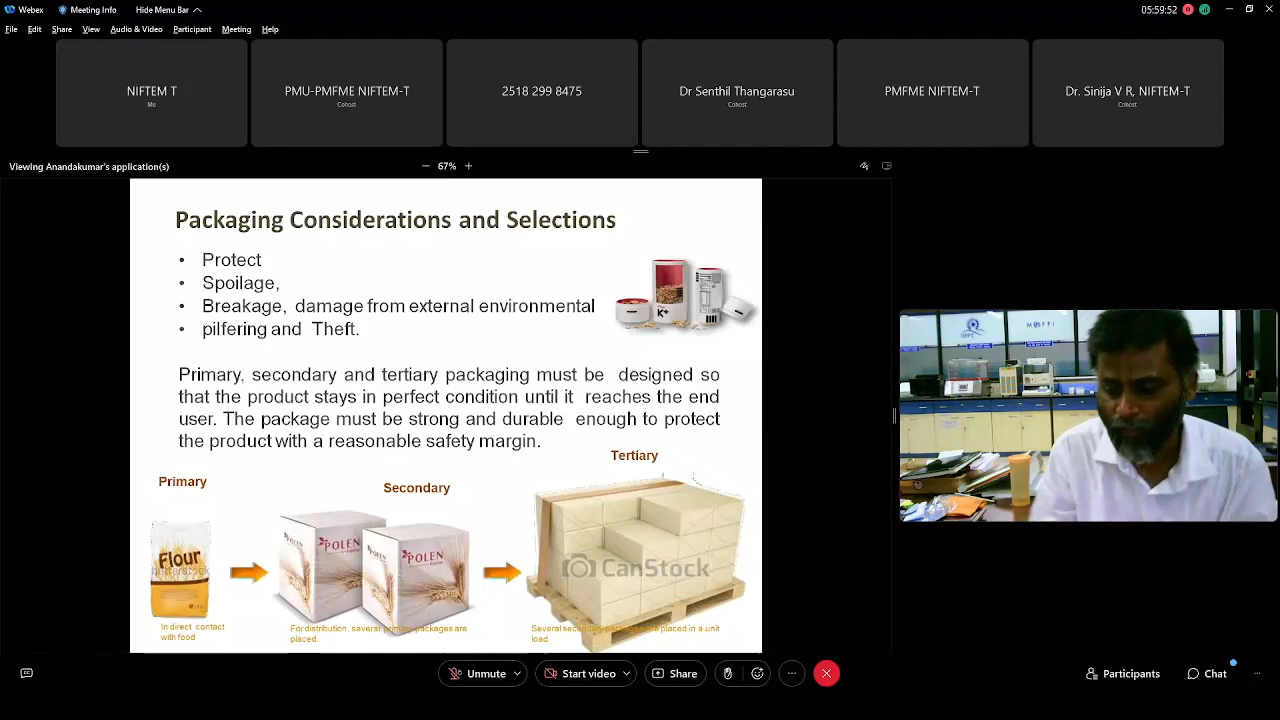 Webex
Meeting Info
Hide Menu Bar
05:59:52
File Edit Share View Audio & Video Participant Meeting Help
NIFTEM T
Me
PMU-PMFME NIFTEM-T
Cohost
2518 299 8475
Dr Senthil Thangarasu
Cohost
PMFME NIFTEM-T
Dr. Sinija V R, NIFTEM-T
Cohost
Viewing Anandakumar's application(s)
67%
Packaging Considerations and Selections
• Protect
• Spoilage,
• Breakage, damage from external environmental
• pilfering and Theft.
K+
Primary, secondary and tertiary packaging must be designed so
that the product stays in perfect condition until it reaches the end
user. The package must be strong and durable enough to protect
the product with a reasonable safety margin.
Primary
Secondary
Tertiary
Flour
POLEN
POLEN
CanStock
In direct contact
with food
For distribution, several primary packages are
placed.
load
Unmute
Start video
Share
Participants
Chat